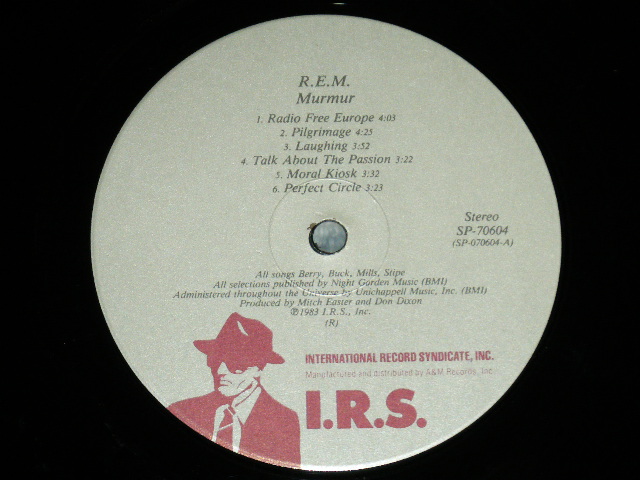 R.E.M.
Murmur
1. Radio Free Europe 4:03
2. Pilgrimage 4:25
3. Laughing 3:52
4. Talk About The Passion 3:22
5. Moral Kiosk 3:32
6. Perfect Circle 3:23
Stereo
SP-70604
(SP-070604-A)
All songs Berry, Buck, Mills, Stipe
All selections published by Night Gorden Music (BMI)
Administered throughout the Universe by Unichappell Music, Inc. (BMI)
Produced by Mitch Easter and Don Dixon
℗1983 I.R.S., Inc.
(R)
INTERNATIONAL RECORD SYNDICATE, INC.
Manufactured and distributed by A&M Records, Inc.
I.R.S.